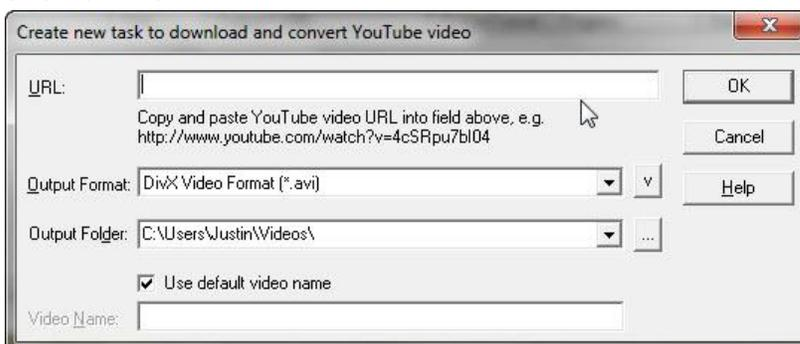 Create new task to download and convert YouTube video
X
URL:
OK
Copy and paste YouTube video URL into field above, e.g.
http://www.youtube.com/watch?v=4cSRpu7bI04
Cancel
Output Format: DivX Video Format (*.avi) v
Help
Output Folder: C:\Users\Justin\Videos\ ...
Use default video name
Video Name: